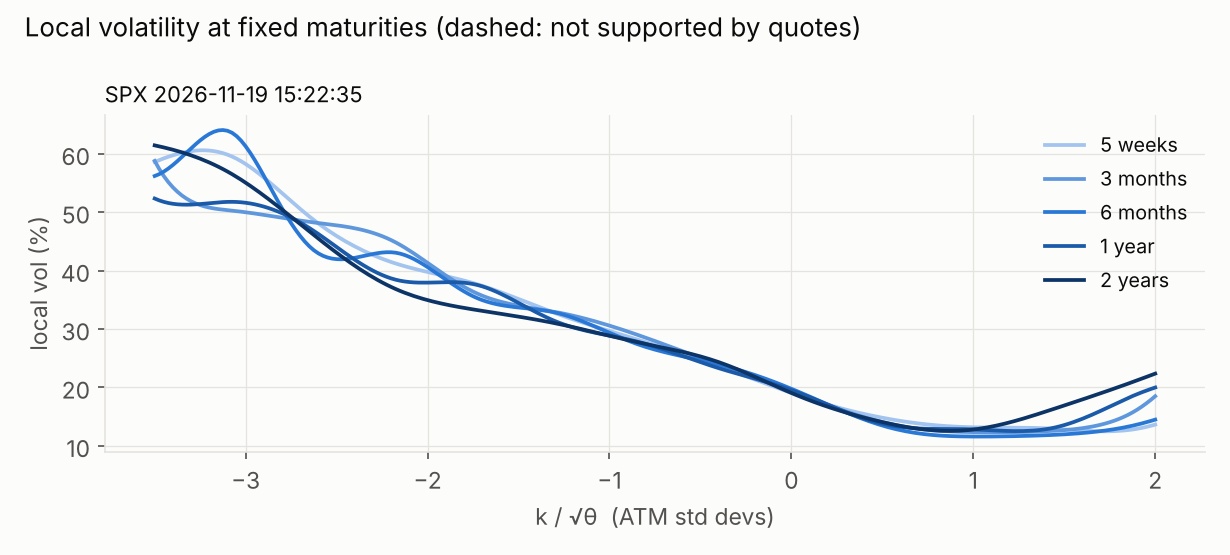 Local volatility at fixed maturities (dashed: not supported by quotes)
SPX 2026-11-19 15:22:35
5 weeks
3 months
6 months
1 year
2 years
local vol (%)
60
50
40
30
20
10
−3
−2
−1
0
1
2
k / √θ (ATM std devs)